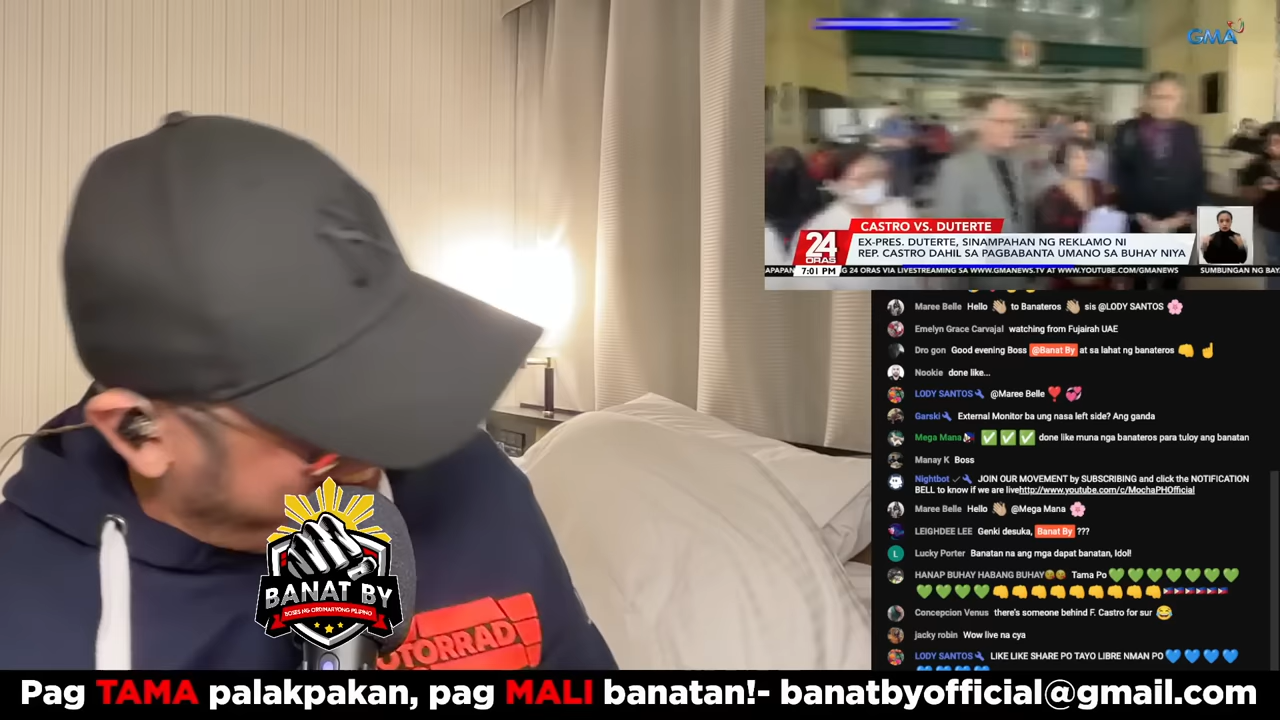 GMA
CASTRO VS. DUTERTE
24
ORAS
EX-PRES. DUTERTE, SINAMPAHAN NG REKLAMO NI
REP. CASTRO DAHIL SA PAGBABANTA UMANO SA BUHAY NIYA
7:01 PM
G 24 ORAS VIA LIVESTREAMING SA WWW.GMANEWS.TV AT WWW.YOUTUBE.COM/GMANEWS SUMBUNGAN NG
Maree Belle Hello 👋🏼 to Banateros 👋🏼 sis @LODY SANTOS 🌸
Emelyn Grace Carvajal watching from Fujairah UAE
Dro gon Good evening Boss @Banat By at sa lahat ng banateros 👊 ☝
Nookie done like...
LODY SANTOS🔧 @Maree Belle ❤️ 💞
Garski🔧 External Monitor ba ung nasa left side? Ang ganda
Mega Mana ✅ ✅ ✅ done like muna nga banateros para tuloy ang banatan
Manay K Boss
Nightbot ✓ 🔧 JOIN OUR MOVEMENT by SUBSCRIBING and click the NOTIFICATION
BELL to know if we are livehttp://www.youtube.com/c/MochaPHOfficial
Maree Belle Hello 👋🏼 @Mega Mana 🌸
LEIGHDEE LEE Genki desuka, Banat By ???
L
Lucky Porter Banatan na ang mga dapat banatan, Idol!
HANAP BUHAY HABANG BUHAY Tama Po💚💚💚💚💚💚💚
💚💚💚💚👊👊👊👊👊👊👊👊👊🇵🇭🇵🇭🇵🇭🇵🇭🇵🇭
Concepcion Venus there's someone behind F. Castro for sur 😂
jacky robin Wow live na cya
LODY SANTOS🔧 LIKE LIKE SHARE PO TAYO LIBRE NMAN PO💙💙💙💙
BANAT BY
BOSES NG ORDINARYONG PILIPINO
OTORRAD
Pag TAMA palakpakan, pag MALI banatan!- banatbyofficial@gmail.com